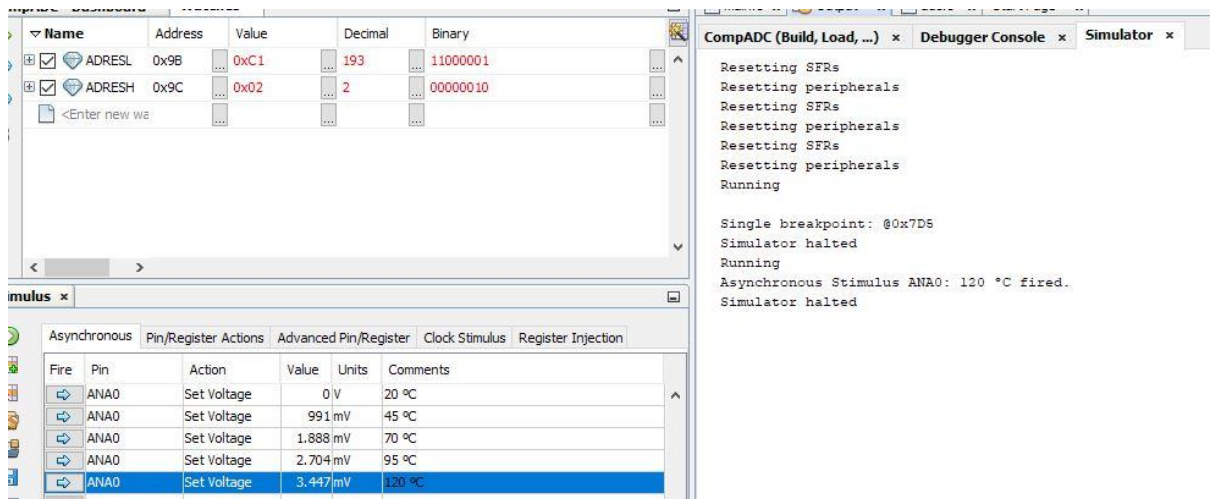 CompADC - Dashboard
Name Address Value Decimal Binary
ADRESL 0x9B ... 0xC1 ... 193 ... 11000001 ...
ADRESH 0x9C ... 0x02 ... 2 ... 00000010 ...
<Enter new wa ... ... ... ...
imulus ×
Asynchronous Pin/Register Actions Advanced Pin/Register Clock Stimulus Register Injection
Fire Pin Action Value Units Comments
ANA0 Set Voltage 0 V 20 ºC
ANA0 Set Voltage 991 mV 45 ºC
ANA0 Set Voltage 1.888 mV 70 ºC
ANA0 Set Voltage 2.704 mV 95 ºC
ANA0 Set Voltage 3.447 mV 120 ºC
CompADC (Build, Load, ...) × Debugger Console × Simulator ×
Resetting SFRs
Resetting peripherals
Resetting SFRs
Resetting peripherals
Resetting SFRs
Resetting peripherals
Running
Single breakpoint: @0x7D5
Simulator halted
Running
Asynchronous Stimulus ANA0: 120 °C fired.
Simulator halted